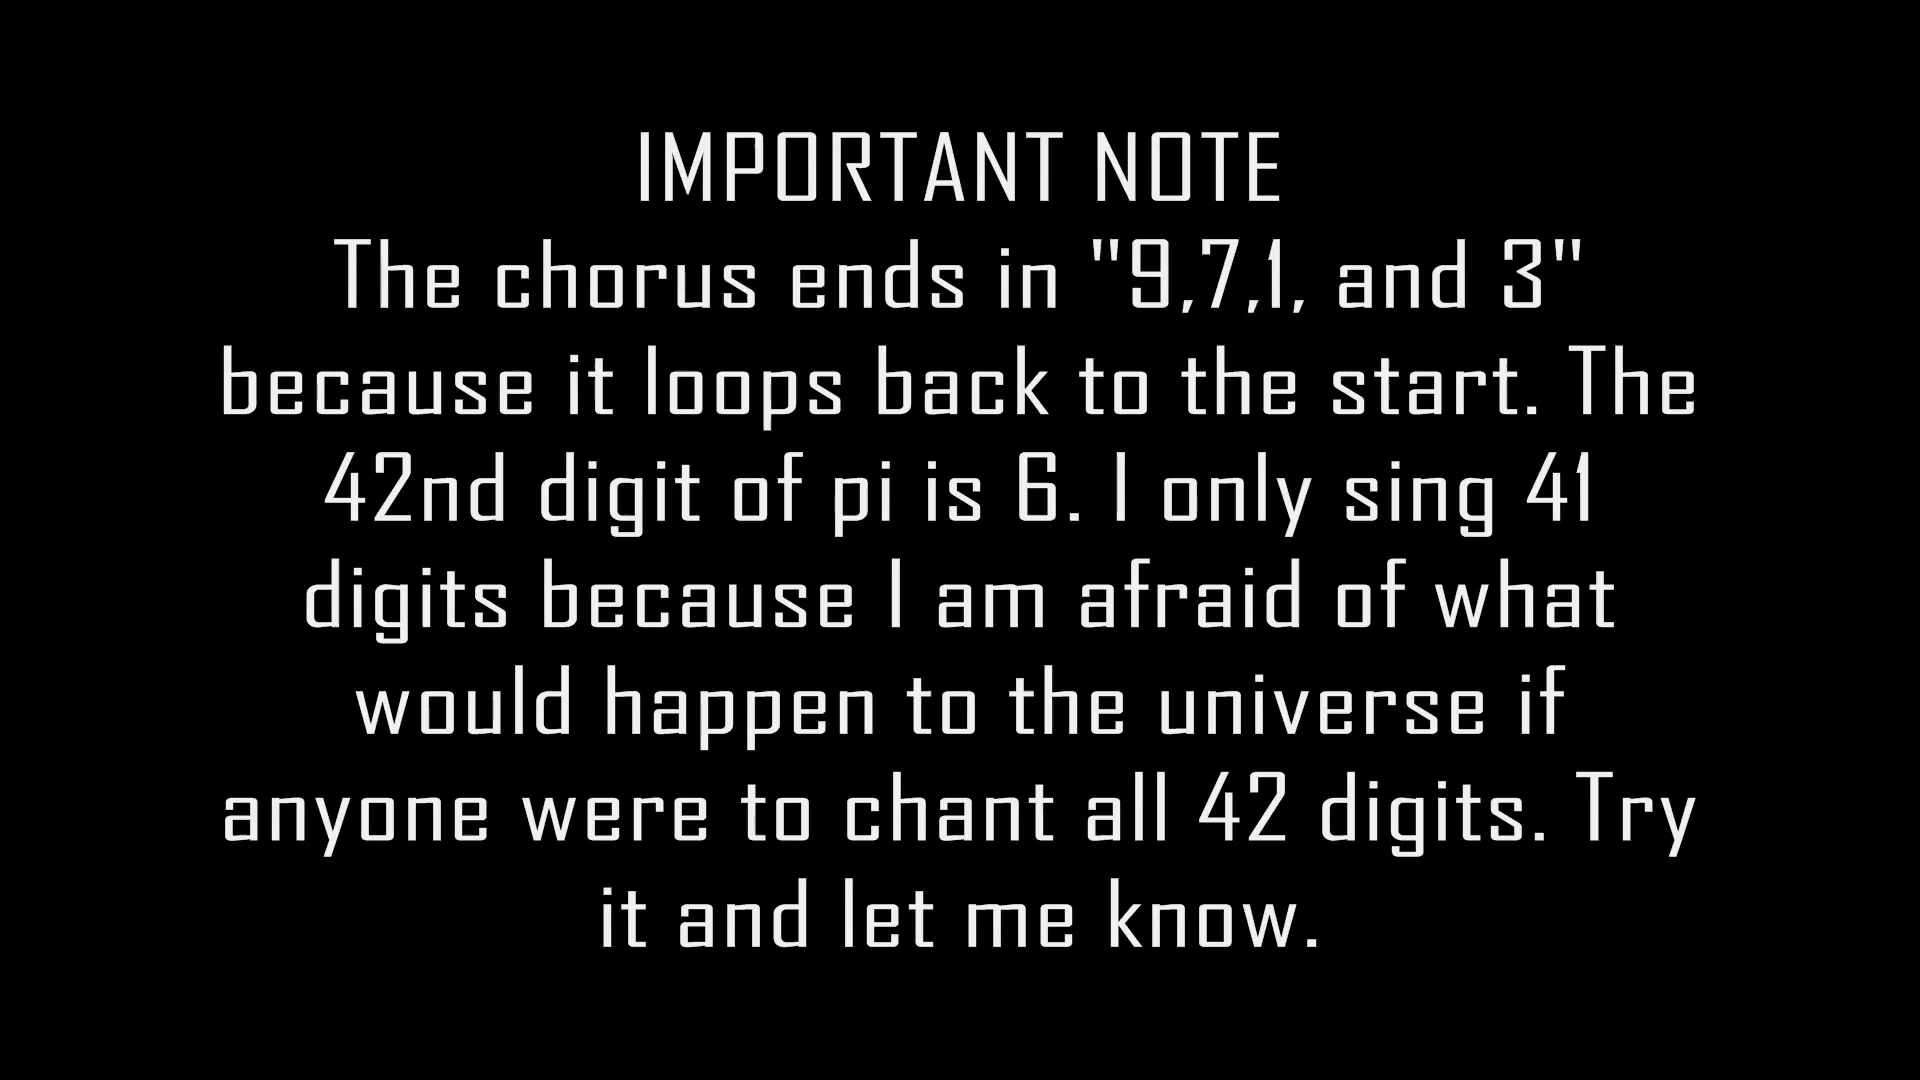 IMPORTANT NOTE
The chorus ends in "9,7,1, and 3"
because it loops back to the start. The
42nd digit of pi is 6. I only sing 41
digits because I am afraid of what
would happen to the universe if
anyone were to chant all 42 digits. Try
it and let me know.